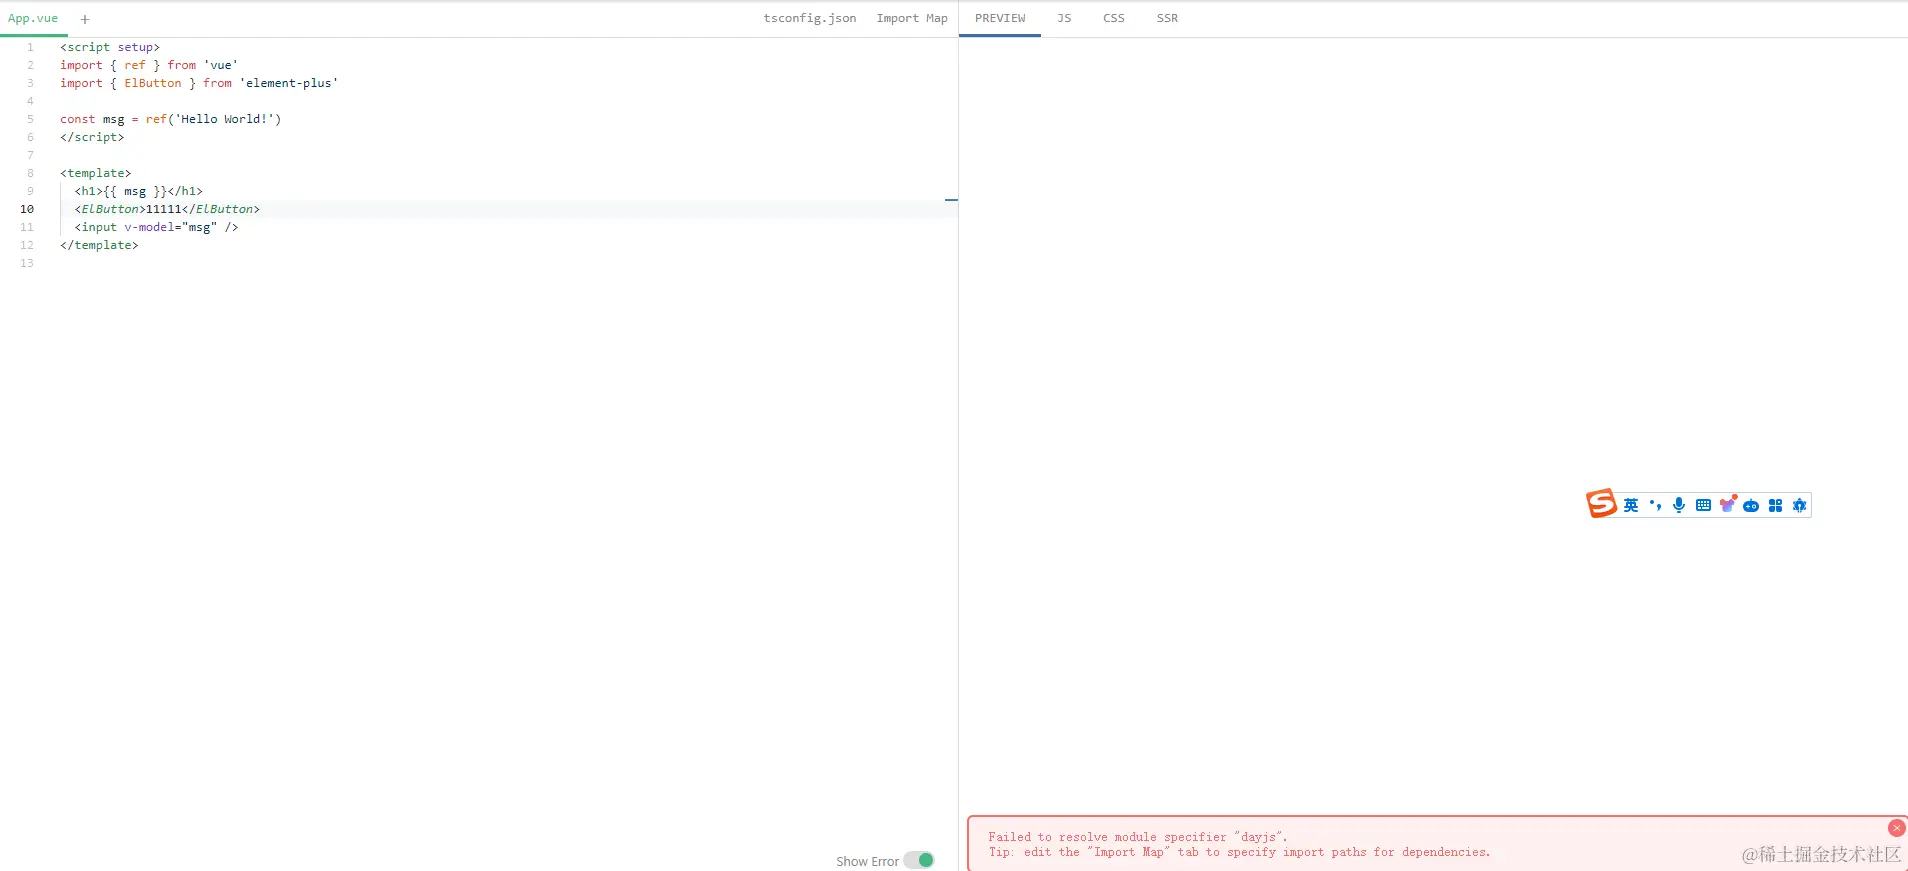 App.vue + tsconfig.json Import Map PREVIEW JS CSS SSR
1 <script setup>
2 import { ref } from 'vue'
3 import { ElButton } from 'element-plus'
4
5 const msg = ref('Hello World!')
6 </script>
7
8 <template>
9 <h1>{{ msg }}</h1>
10 <ElButton>11111</ElButton>
11 <input v-model="msg" />
12 </template>
13
S 英
Failed to resolve module specifier "dayjs".
Tip: edit the "Import Map" tab to specify import paths for dependencies.
Show Error
@稀土掘金技术社区